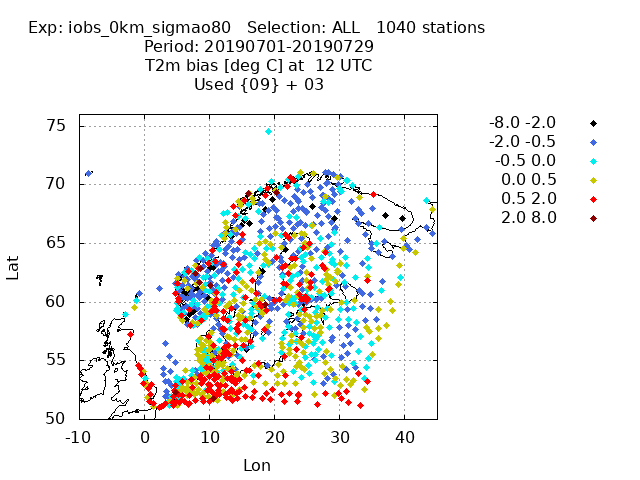 Exp: iobs_0km_sigmao80   Selection: ALL   1040 stations
Period: 20190701-20190729
T2m bias [deg C] at  12 UTC
Used {09} + 03
75
70
65
60
55
50
-10 0 10 20 30 40
Lat
Lon
-8.0 -2.0
-2.0 -0.5
-0.5 0.0
0.0 0.5
0.5 2.0
2.0 8.0